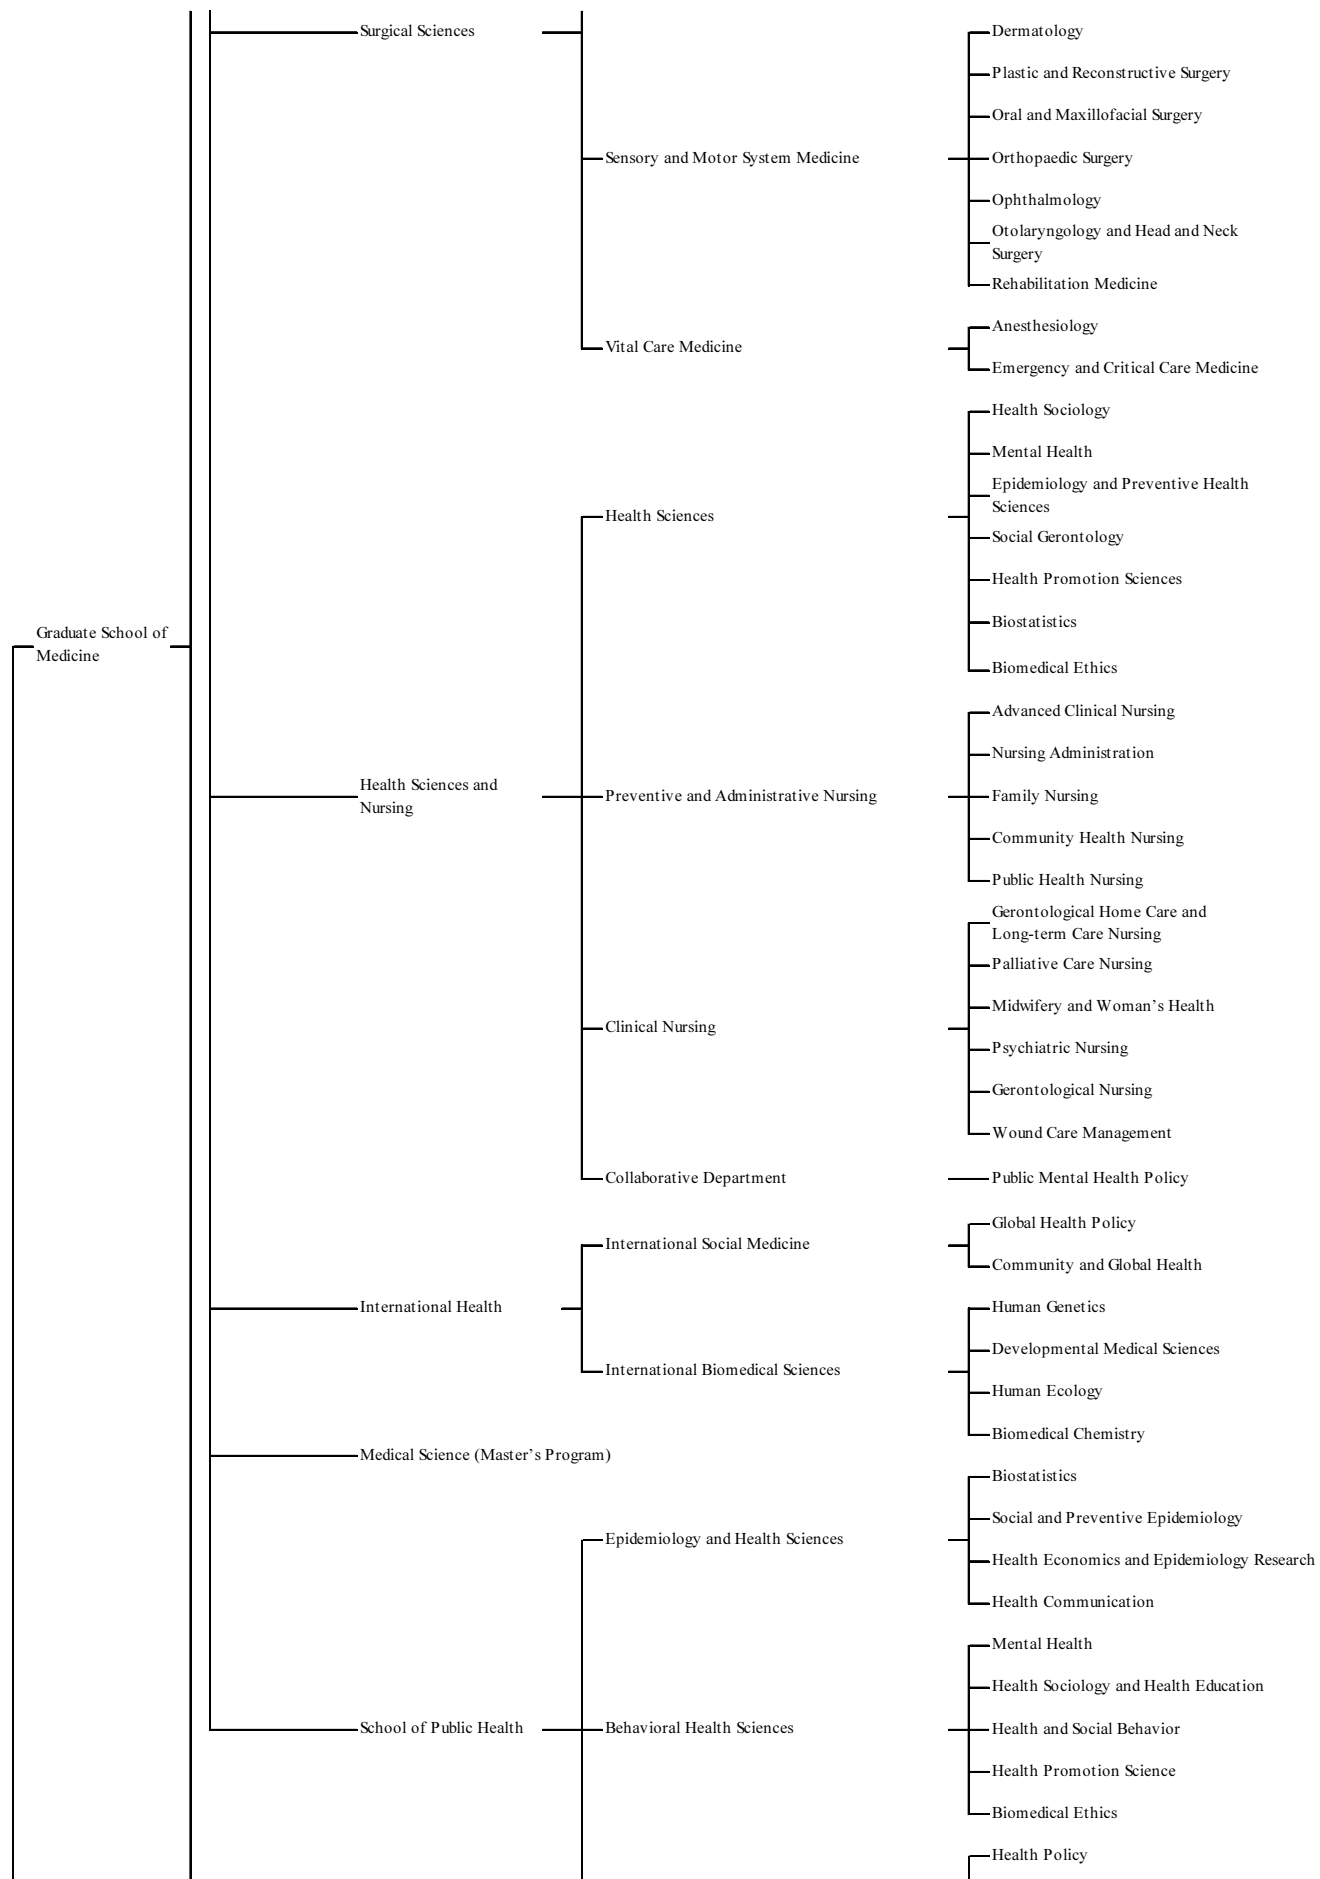 Surgical Sciences
Dermatology
Plastic and Reconstructive Surgery
Oral and Maxillofacial Surgery
Sensory and Motor System Medicine
Orthopaedic Surgery
Ophthalmology
Otolaryngology and Head and Neck
Surgery
Rehabilitation Medicine
Anesthesiology
Vital Care Medicine
Emergency and Critical Care Medicine
Health Sociology
Mental Health
Epidemiology and Preventive Health
Sciences
Health Sciences
Social Gerontology
Health Promotion Sciences
Biostatistics
Graduate School of
Medicine
Biomedical Ethics
Advanced Clinical Nursing
Nursing Administration
Health Sciences and
Nursing
Preventive and Administrative Nursing
Family Nursing
Community Health Nursing
Public Health Nursing
Gerontological Home Care and
Long-term Care Nursing
Palliative Care Nursing
Midwifery and Woman's Health
Clinical Nursing
Psychiatric Nursing
Gerontological Nursing
Wound Care Management
Collaborative Department
Public Mental Health Policy
Global Health Policy
International Social Medicine
Community and Global Health
International Health
Human Genetics
Developmental Medical Sciences
International Biomedical Sciences
Human Ecology
Biomedical Chemistry
Medical Science (Master's Program)
Biostatistics
Social and Preventive Epidemiology
Epidemiology and Health Sciences
Health Economics and Epidemiology Research
Health Communication
Mental Health
Health Sociology and Health Education
School of Public Health
Behavioral Health Sciences
Health and Social Behavior
Health Promotion Science
Biomedical Ethics
Health Policy